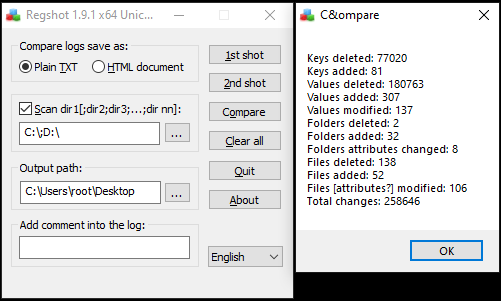 Regshot 1.9.1 x64 Unic...
Compare logs save as:
Plain TXT
HTML document
Scan dir1[;dir2;dir3;...;dir nn]:
C:\;D:\
...
Output path:
C:\Users\root\Desktop
...
Add comment into the log:
1st shot
2nd shot
Compare
Clear all
Quit
About
English
C&ompare
Keys deleted: 77020
Keys added: 81
Values deleted: 180763
Values added: 307
Values modified: 137
Folders deleted: 2
Folders added: 32
Folders attributes changed: 8
Files deleted: 138
Files added: 52
Files [attributes?] modified: 106
Total changes: 258646
OK